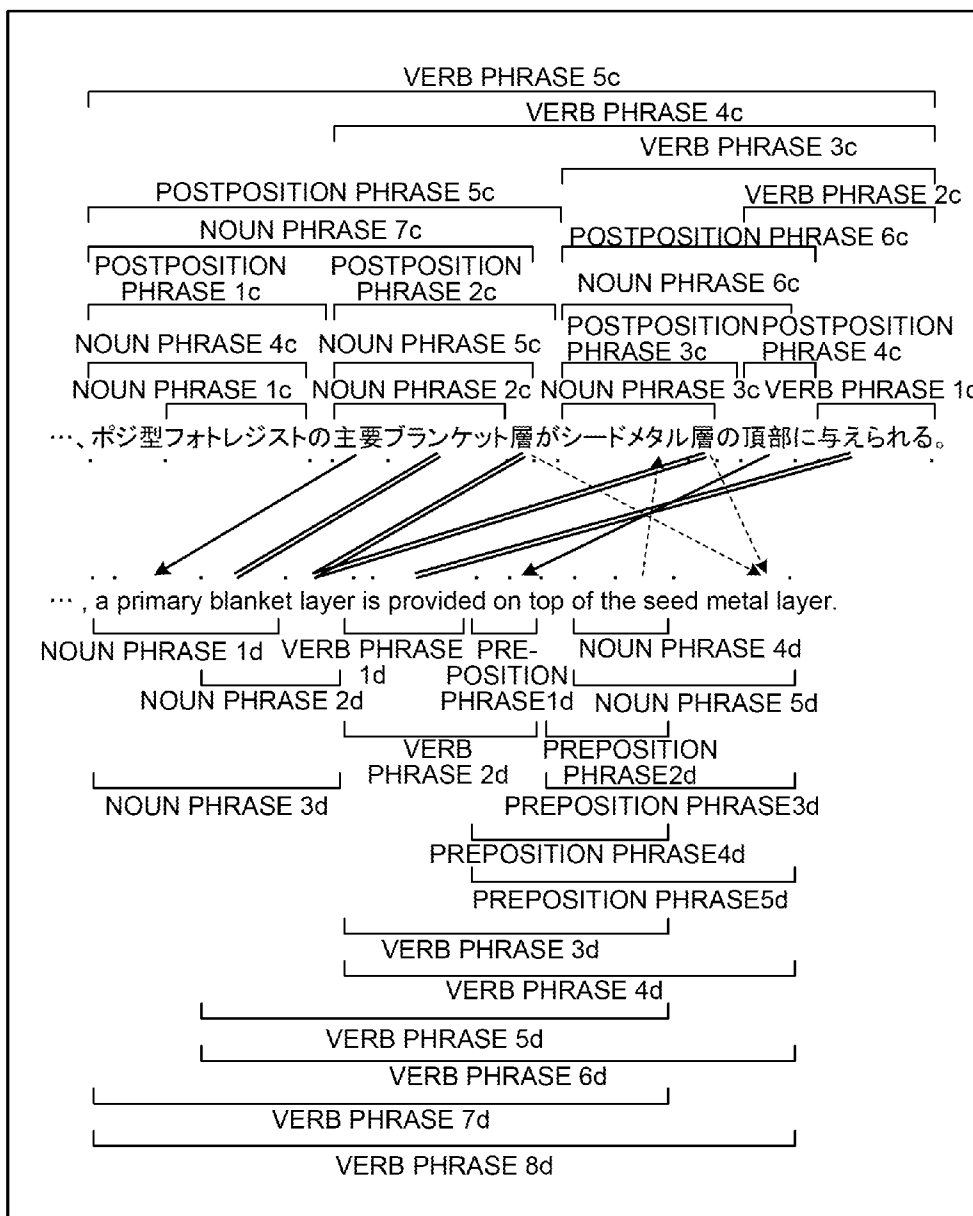 VERB PHRASE 5c
VERB PHRASE 4c
VERB PHRASE 3c
POSTPOSITION PHRASE 5c
VERB PHRASE 2c
NOUN PHRASE 7c
POSTPOSITION PHRASE 6c
POSTPOSITION PHRASE 1c
POSTPOSITION PHRASE 2c
NOUN PHRASE 6c
NOUN PHRASE 4c
NOUN PHRASE 5c
POSTPOSITION PHRASE 3c
POSTPOSITION PHRASE 4c
NOUN PHRASE 1c
NOUN PHRASE 2c
NOUN PHRASE 3c
VERB PHRASE 1c
…、ポジ型フォトレジストの主要ブランケット層がシードメタル層の頂部に与えられる。
… , a primary blanket layer is provided on top of the seed metal layer.
NOUN PHRASE 1d
VERB PHRASE 1d
PRE-POSITION PHRASE1d
NOUN PHRASE 4d
NOUN PHRASE 2d
NOUN PHRASE 5d
VERB PHRASE 2d
PREPOSITION PHRASE2d
NOUN PHRASE 3d
PREPOSITION PHRASE3d
PREPOSITION PHRASE4d
PREPOSITION PHRASE5d
VERB PHRASE 3d
VERB PHRASE 4d
VERB PHRASE 5d
VERB PHRASE 6d
VERB PHRASE 7d
VERB PHRASE 8d